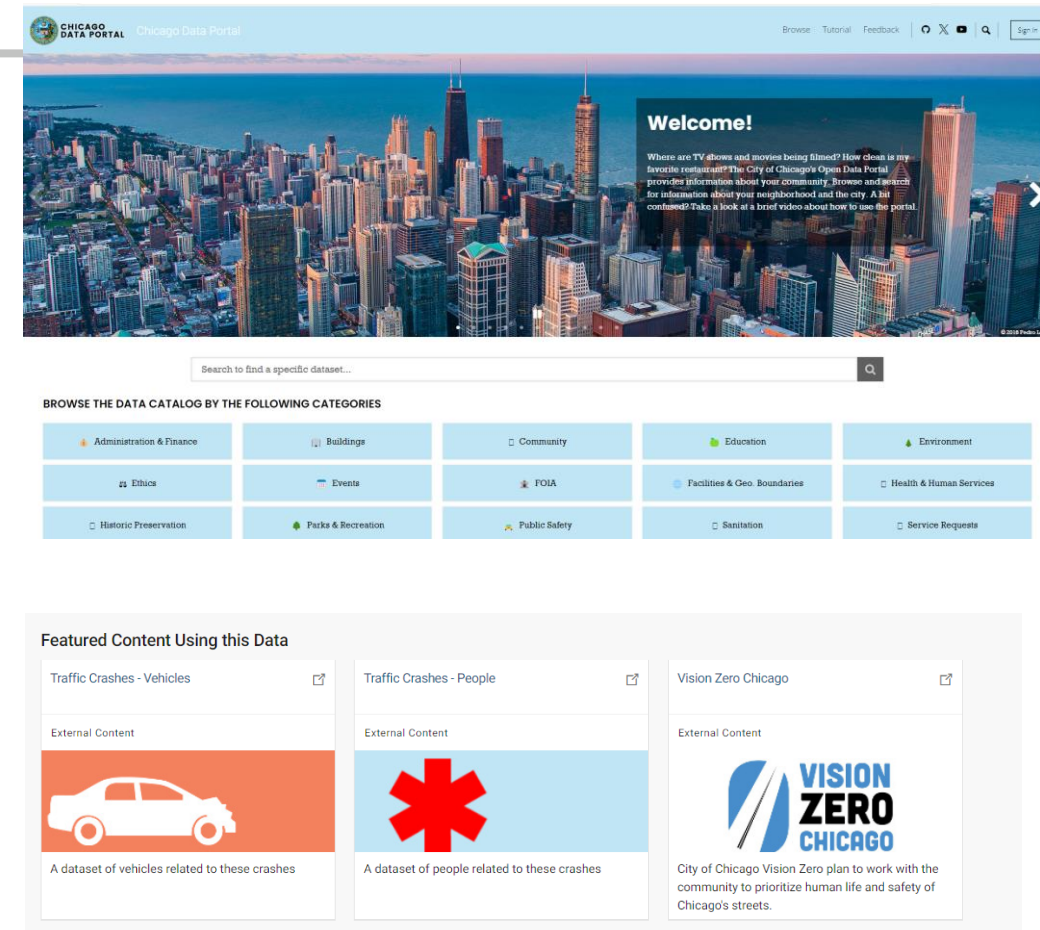 CHICAGO
DATA PORTAL
Chicago Data Portal
Browse Tutorial Feedback
Sign In
Welcome!
Where are TV shows and movies being filmed? How clean is my
favorite restaurant? The City of Chicago's Open Data Portal
provides information about your community. Browse and search
for information about your neighborhood and the city. A bit
confused? Take a look at a brief video about how to use the portal.
© 2018 Pedro
Search to find a specific dataset...
BROWSE THE DATA CATALOG BY THE FOLLOWING CATEGORIES
Administration & Finance
Buildings
Community
Education
Environment
Ethics
Events
FOIA
Facilities & Geo. Boundaries
Health & Human Services
Historic Preservation
Parks & Recreation
Public Safety
Sanitation
Service Requests
Featured Content Using this Data
Traffic Crashes - Vehicles
Traffic Crashes - People
Vision Zero Chicago
External Content
External Content
External Content
VISION
ZERO
CHICAGO
A dataset of vehicles related to these crashes
A dataset of people related to these crashes
City of Chicago Vision Zero plan to work with the
community to prioritize human life and safety of
Chicago's streets.